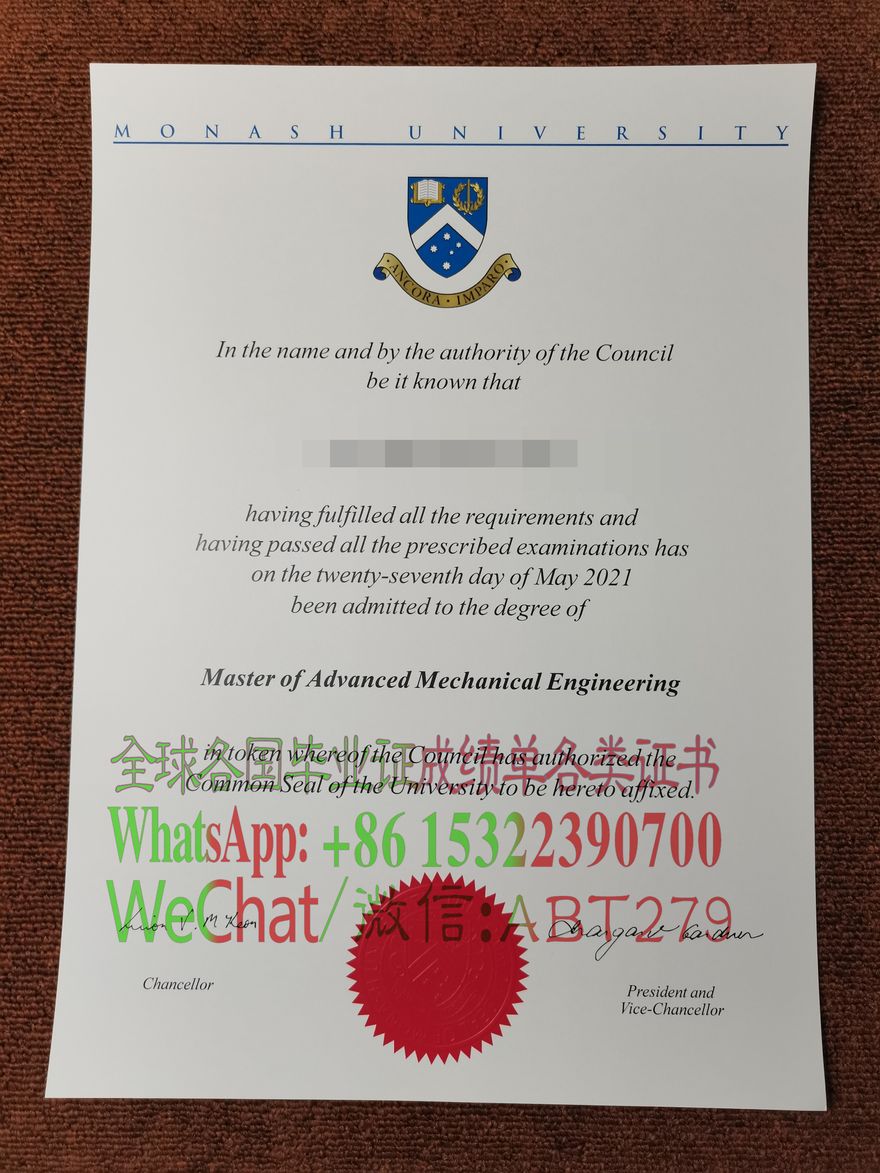 MONASH UNIVERSITY
ANCORA IMPARO
In the name and by the authority of the Council
be it known that
having fulfilled all the requirements and
having passed all the prescribed examinations has
on the twenty-seventh day of May 2021
been admitted to the degree of
Master of Advanced Mechanical Engineering
全球各国毕业证成绩单各类证书
in token whereof the Council has authorized the
Common Seal of the University to be hereto affixed.
WhatsApp: +86 15322390700
WeChat/微信:ABT279
Chancellor
President and
Vice-Chancellor